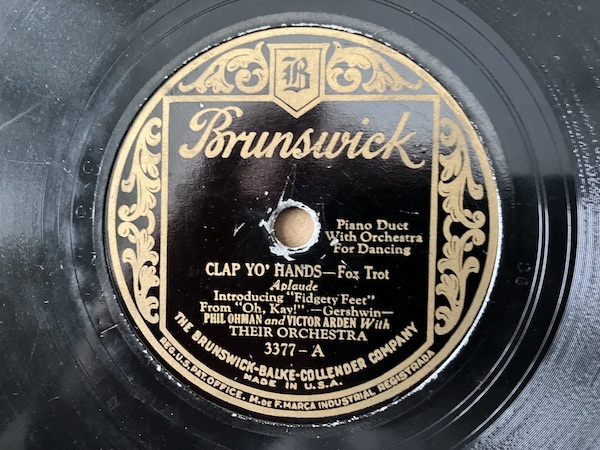 B
Brunswick
Piano Duet
With Orchestra
For Dancing
CLAP YO' HANDS—Fox Trot
Aplaude
Introducing "Fidgety Feet"
From "Oh, Kay!" —Gershwin—
PHIL OHMAN and VICTOR ARDEN With
THEIR ORCHESTRA
3377-A
THE BRUNSWICK-BALKE-COLLENDER COMPANY
MADE IN U.S.A.
REG. U.S. PAT. OFFICE. M. DE F. MARCA INDUSTRIAL REGISTRADA